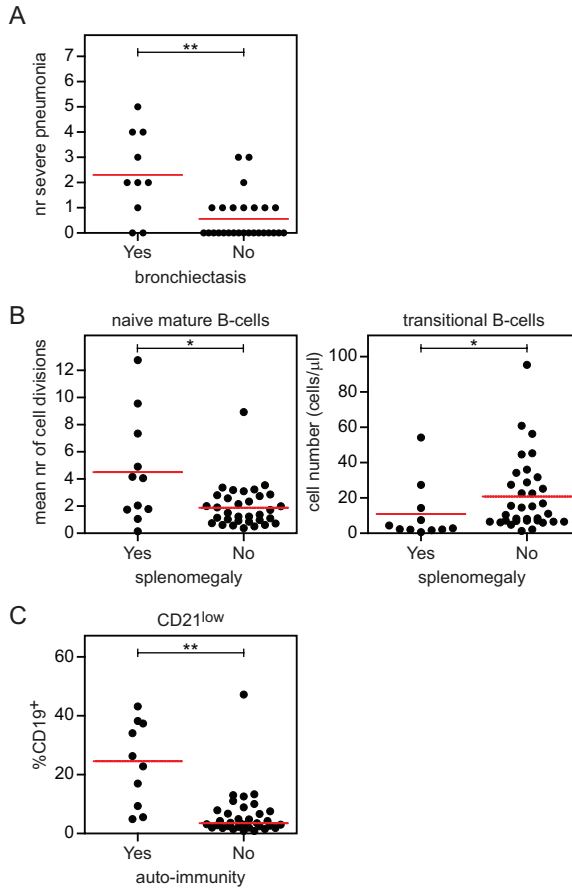 A
**
7
6
5
4
3
2
1
0
nr severe pneumonia
Yes No
bronchiectasis
B
naive mature B-cells
*
12
10
8
6
4
2
0
mean nr of cell divisions
Yes No
splenomegaly
transitional B-cells
*
100
80
60
40
20
0
cell number (cells/μl)
Yes No
splenomegaly
C
CD21low
**
60
40
20
0
%CD19+
Yes No
auto-immunity